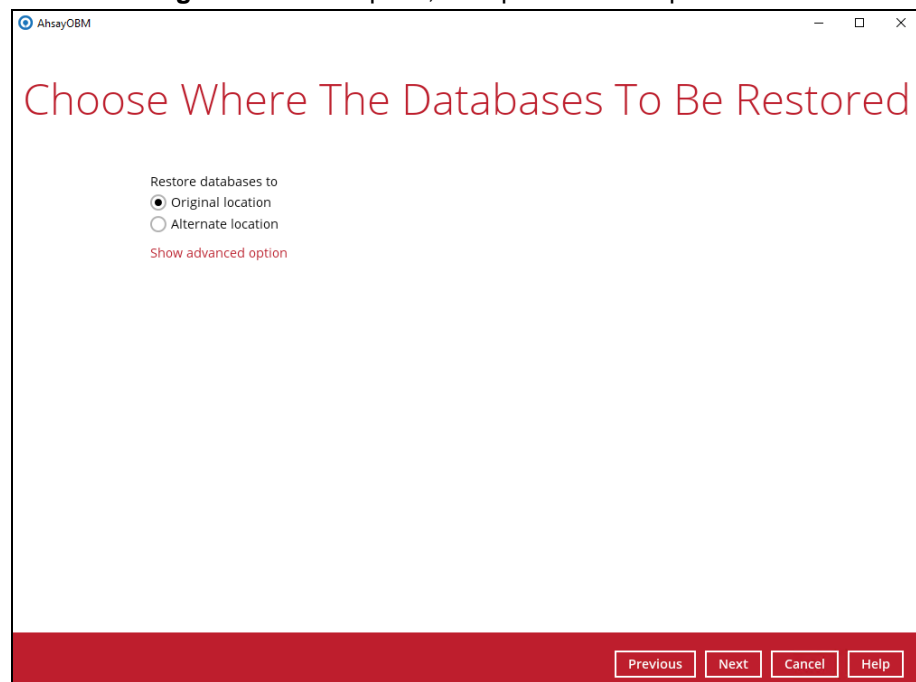 AhsayOBM
Choose Where The Databases To Be Restored
Restore databases to
Original location
Alternate location
Show advanced option
Previous Next Cancel Help